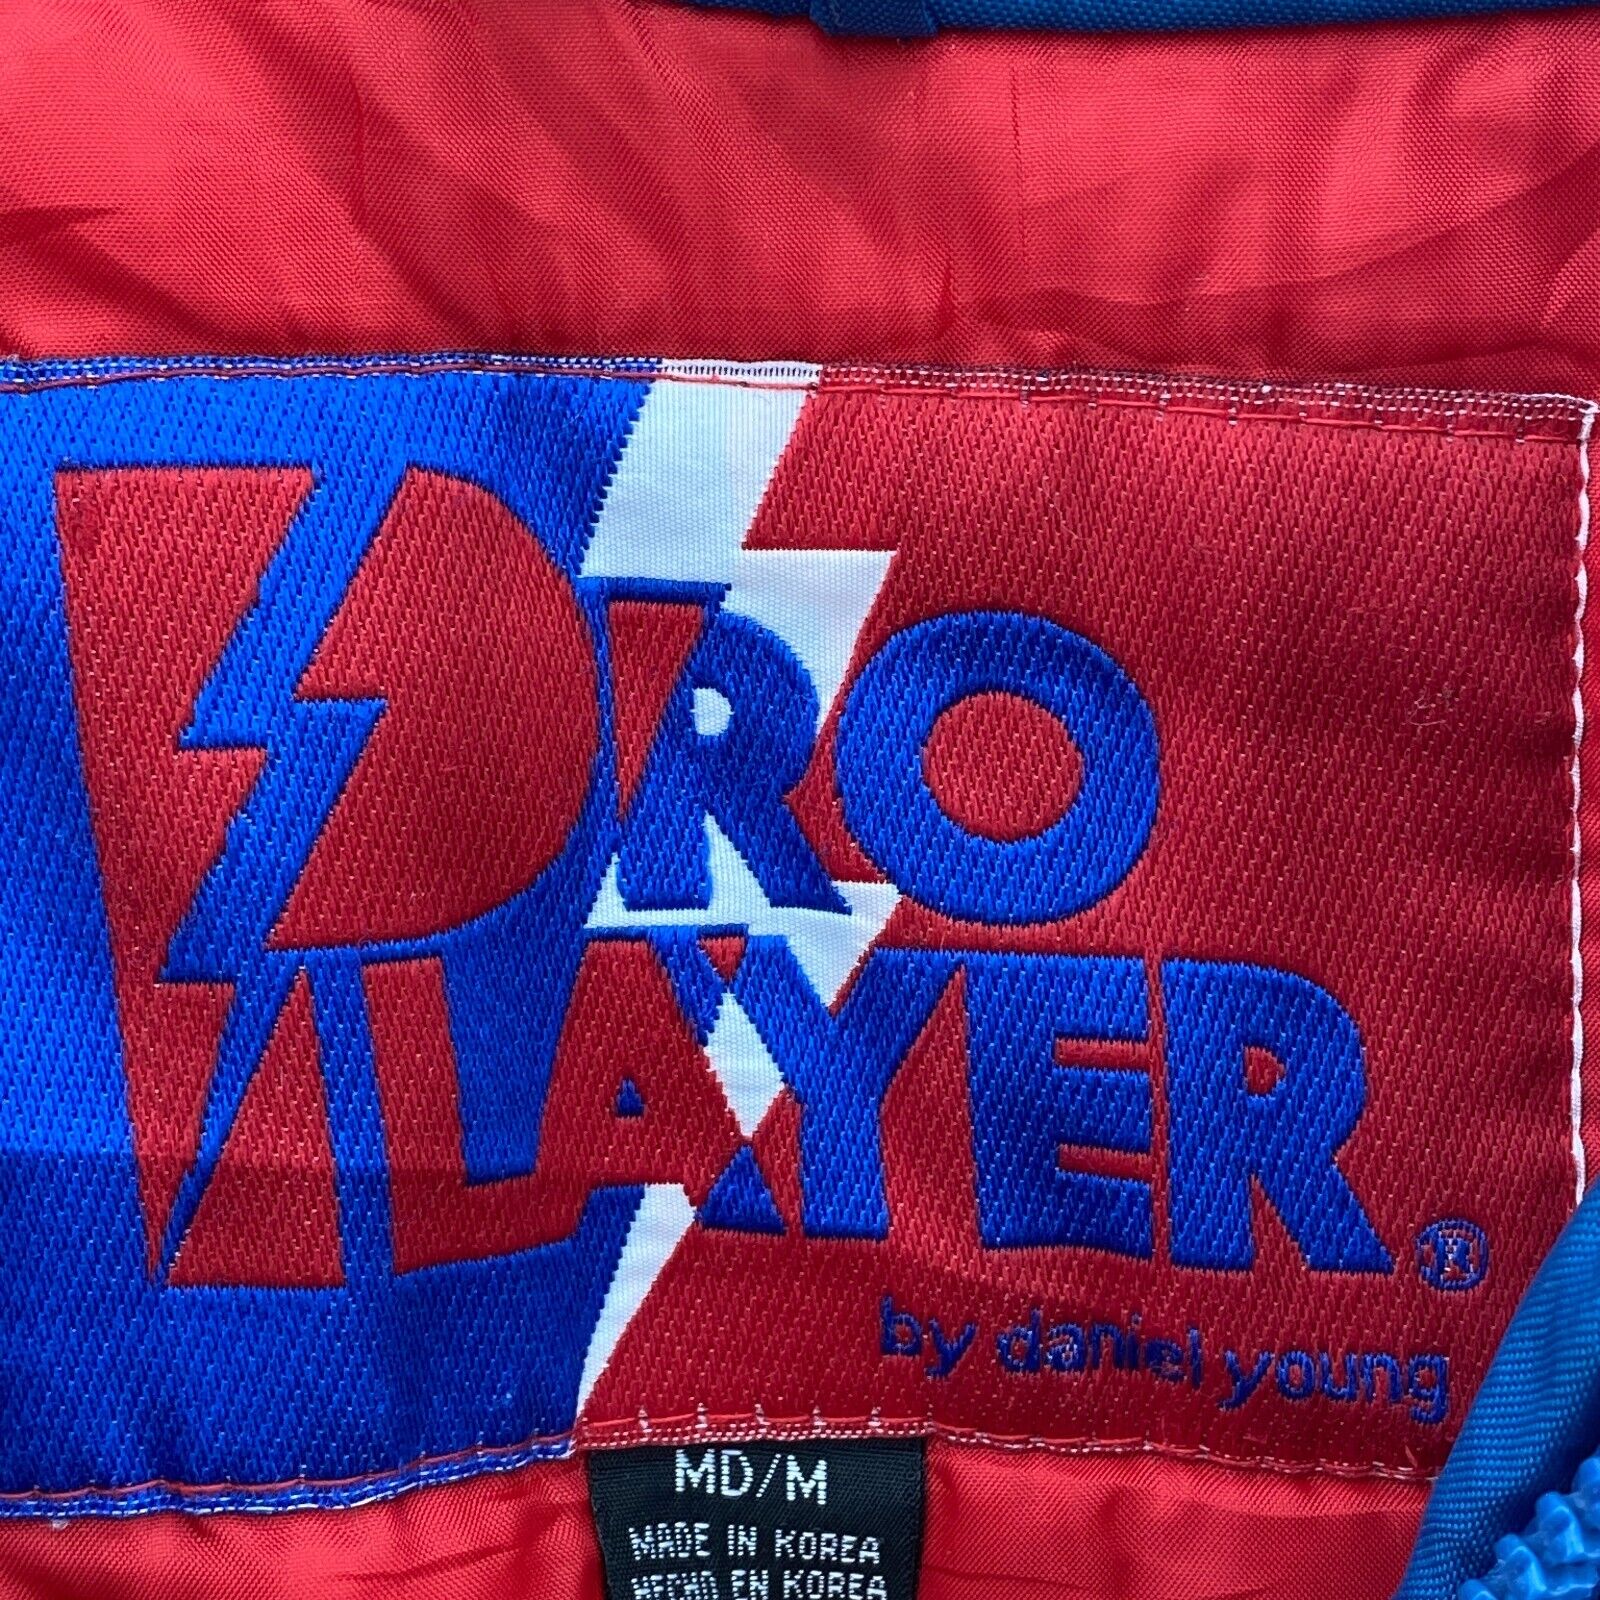 PRO
PLAYER®
by daniel young
MD/M
MADE IN KOREA
HECHO EN KOREA